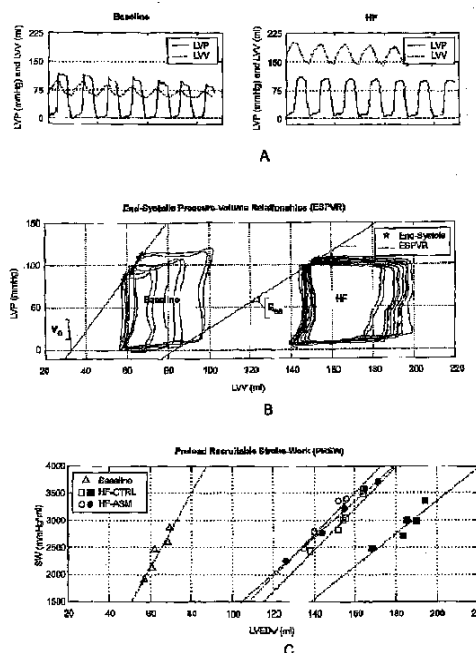 Baseline
HF
LVP (mmHg) and LVV (ml)
225
150
75
0
LVP
LVV
LVP (mmHg) and LVV (ml)
225
150
75
0
LVP
LVV
A
End-Systolic Pressure-Volume Relationships (ESPVR)
LVP (mmHg)
150
100
50
0
Baseline
HF
End-Systole
ESPVR
20 40 60 80 100 120 140 160 180 200 220
LVV (ml)
B
Preload Recruitable Stroke-Work (PRSW)
SW (mmHg*ml)
4000
3500
3000
2500
2000
1500
Baseline
HF-CTRL
HF-ASM
20 40 60 80 100 120 140 160 180 200 220
LVEDV (ml)
C